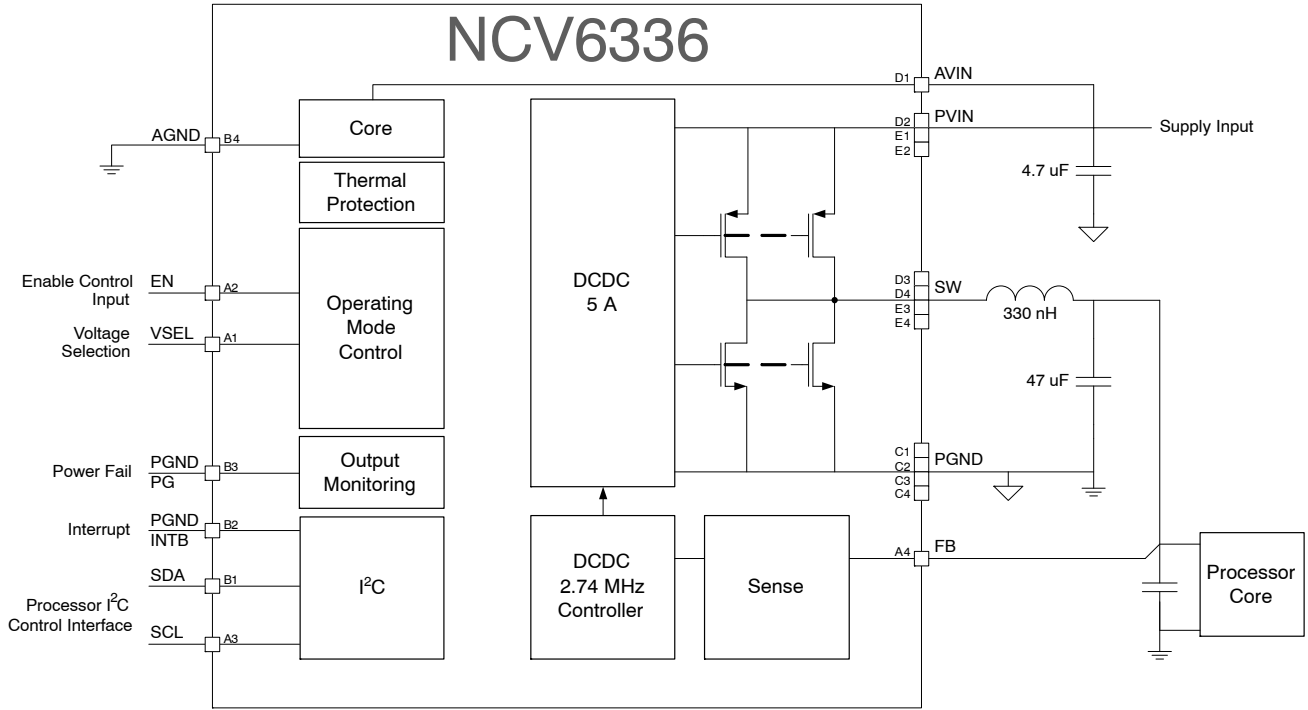 NCV6336
D1 AVIN
Core
AGND B4
D2 PVIN
E1
E2
Supply Input
4.7 uF
Thermal
Protection
Enable Control
Input
EN A2
Voltage
Selection
VSEL A1
Operating
Mode
Control
DCDC
5 A
D3
D4 SW
E3
E4
330 nH
47 uF
Power Fail
PGND
PG
B3
Output
Monitoring
C1
C2 PGND
C3
C4
Interrupt
PGND
INTB
B2
SDA B1
Processor I²C
Control Interface
SCL A3
I²C
DCDC
2.74 MHz
Controller
Sense
A4 FB
Processor
Core